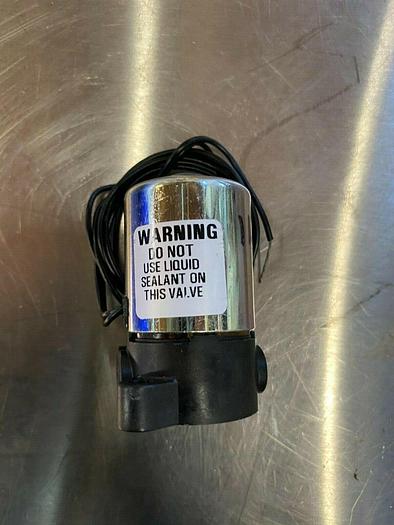 WARNING
DO NOT
USE LIQUID
SEALANT ON
THIS VALVE